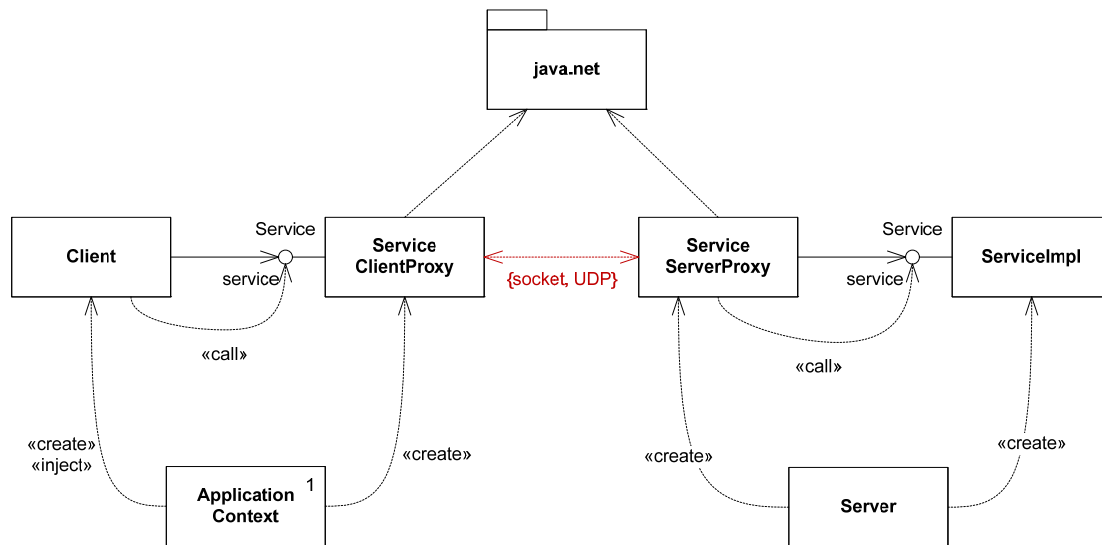 java.net
Service
Service
Client
Service
ClientProxy
Service
ServerProxy
ServiceImpl
service
{socket, UDP}
service
«call»
«call»
«create»
«inject»
«create»
«create»
«create»
1
Application
Context
Server